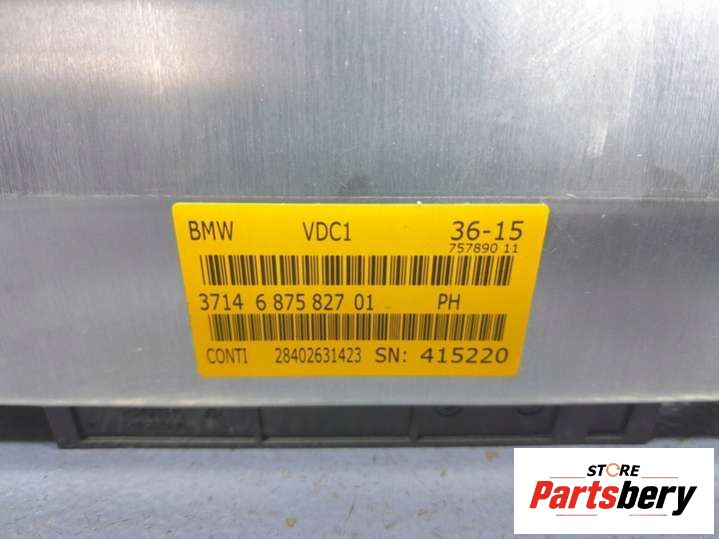 BMW VDC1 36-15
757890 11
3714 6 875 827 01 PH
CONTI 28402631423 SN: 415220
STORE
Partsbery